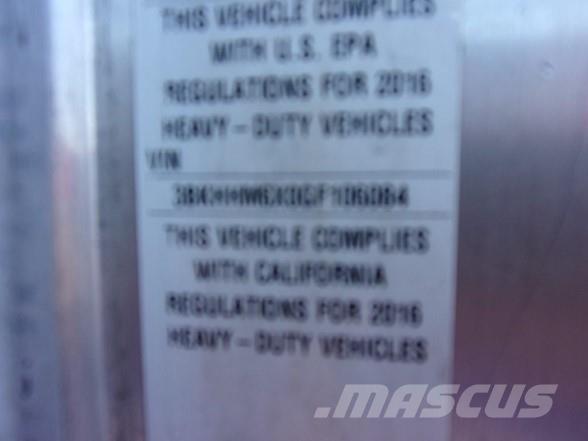 THIS VEHICLE COMPLIES
WITH U.S. EPA
REGULATIONS FOR 2016
HEAVY-DUTY VEHICLES
VIN
THIS VEHICLE COMPLIES
WITH CALIFORNIA
REGULATIONS FOR 2016
HEAVY-DUTY VEHICLES
MASCUS